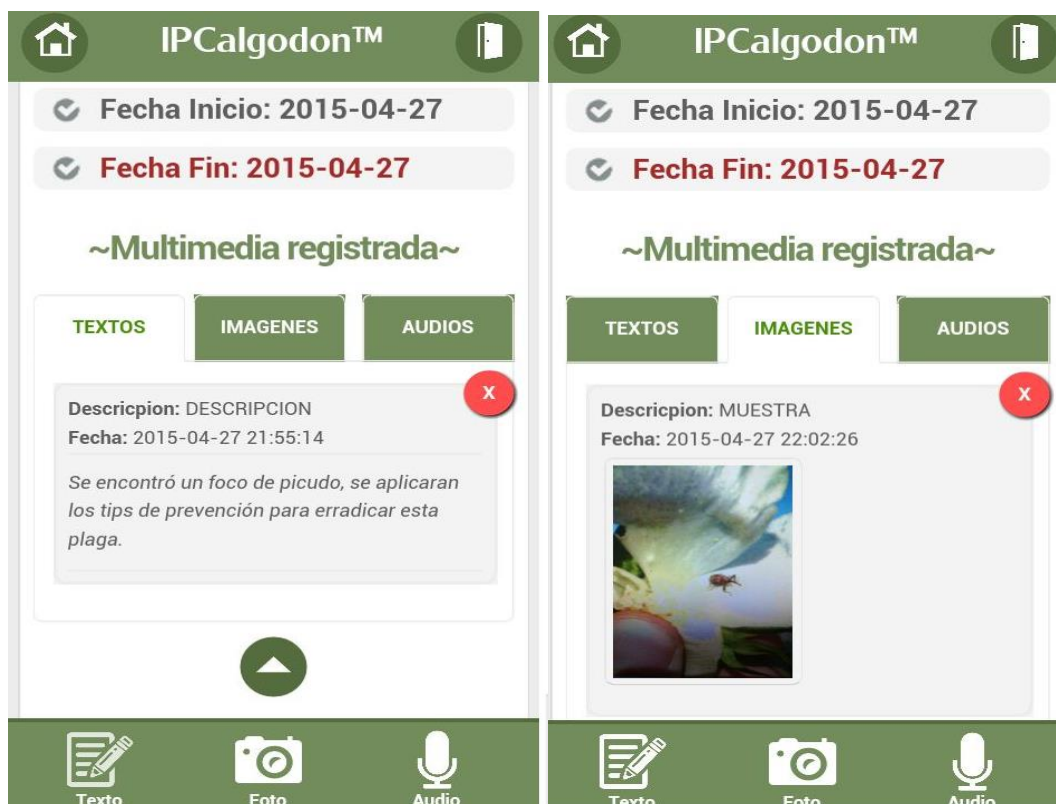 IPCalgodon™
Fecha Inicio: 2015-04-27
Fecha Fin: 2015-04-27
~Multimedia registrada~
TEXTOS
IMAGENES
AUDIOS
X
Descricpion: DESCRIPCION
Fecha: 2015-04-27 21:55:14
Se encontró un foco de picudo, se aplicaran
los tips de prevención para erradicar esta
plaga.
Texto
Foto
Audio
IPCalgodon™
Fecha Inicio: 2015-04-27
Fecha Fin: 2015-04-27
~Multimedia registrada~
TEXTOS
IMAGENES
AUDIOS
X
Descricpion: MUESTRA
Fecha: 2015-04-27 22:02:26
Texto
Foto
Audio